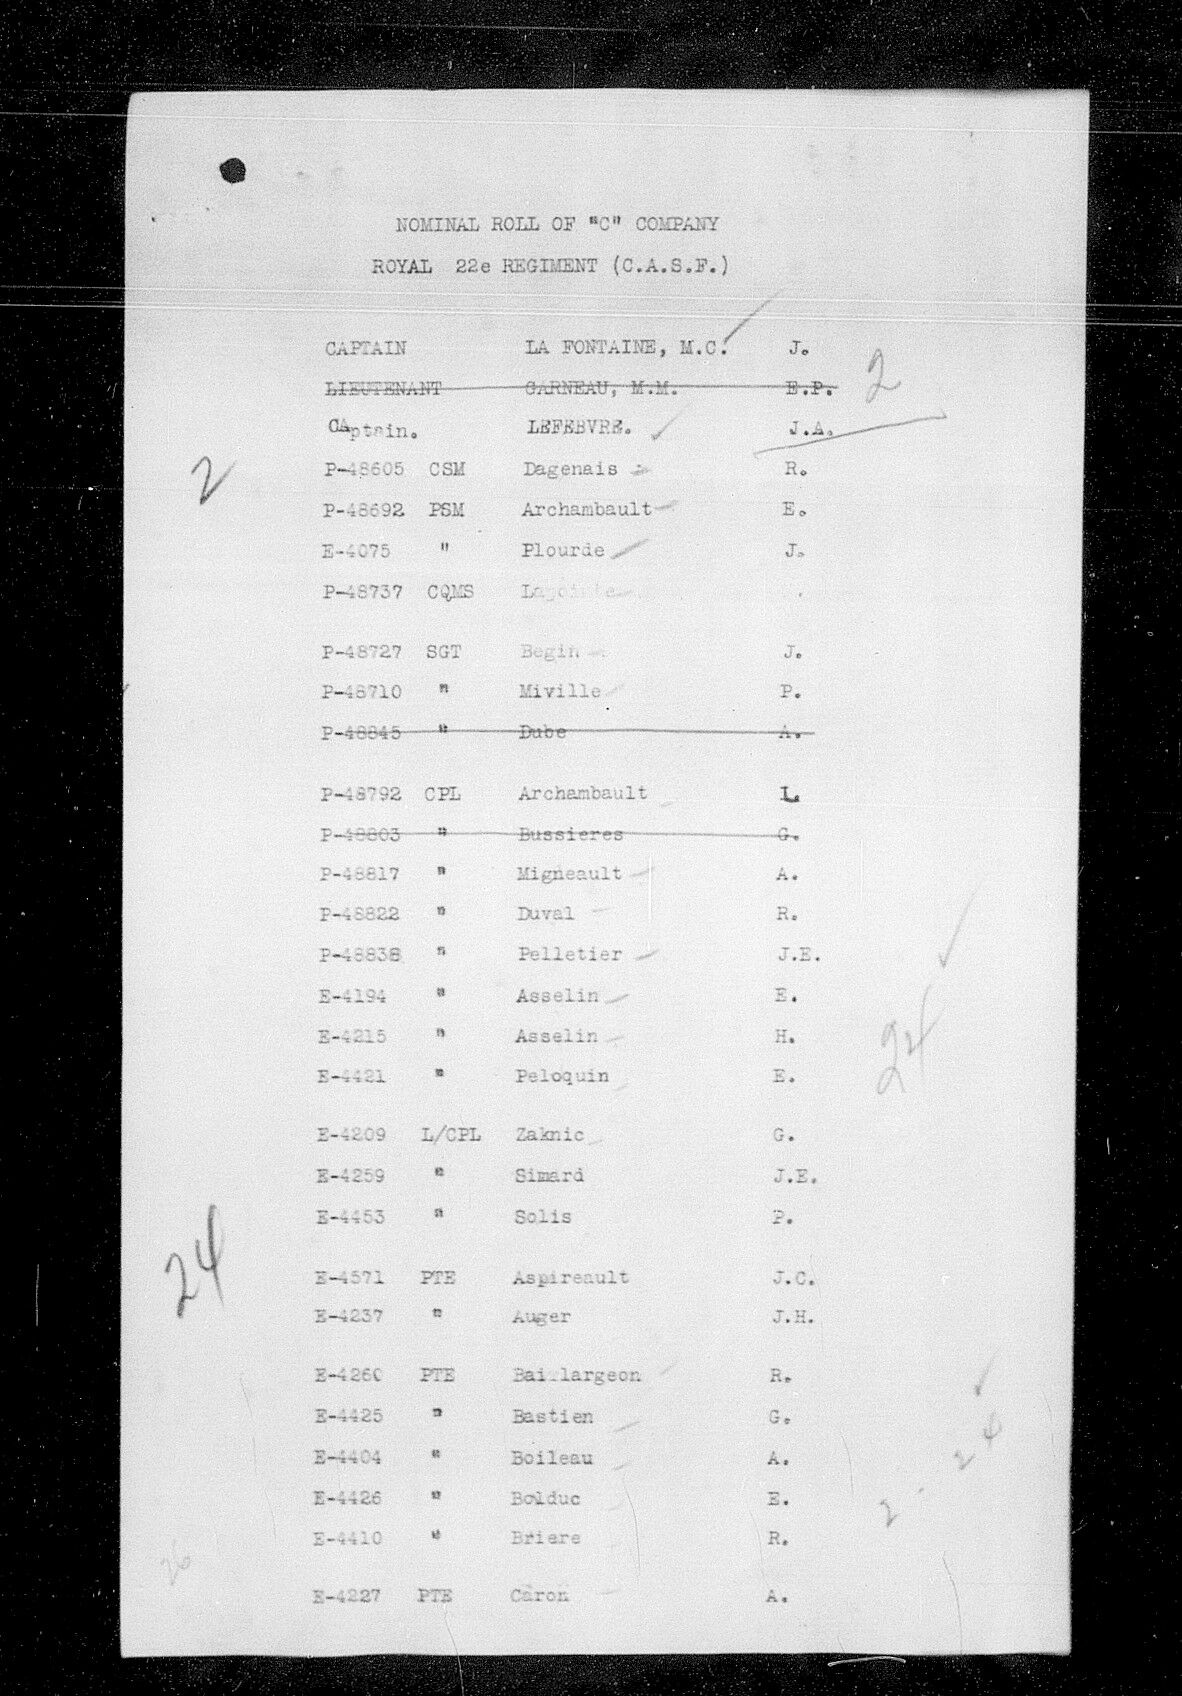 NOMINAL ROLL OF "C" COMPANY
ROYAL 22e REGIMENT (C.A.S.F.)
CAPTAIN LA FONTAINE, M.C. J.
LIEUTENANT GARNEAU, M.M. E.P.
2
CAptain. LEFEBVRE. J.A.
2
P-48605 CSM Dagenais R.
P-48692 PSM Archambault E.
E-4075 " Plourde J.
P-48737 CQMS Lapointe
P-48727 SGT Begin J.
P-48710 " Miville P.
P-48845 " Dube A.
P-48792 CPL Archambault L.
P-48803 " Bussieres G.
P-48817 " Migneault A.
P-48822 " Duval R.
P-48838 " Pelletier J.E.
E-4194 " Asselin E.
E-4215 " Asselin H.
24
E-4421 " Peloquin E.
E-4209 L/CPL Zaknic G.
E-4259 " Simard J.E.
E-4453 " Solis P.
24
E-4571 PTE Aspireault J.C.
E-4237 " Auger J.H.
E-4260 PTE Baillargeon R.
E-4425 " Bastien G.
24
E-4404 " Boileau A.
E-4426 " Bolduc E.
2
E-4410 " Briere R.
26
E-4227 PTE Caron A.